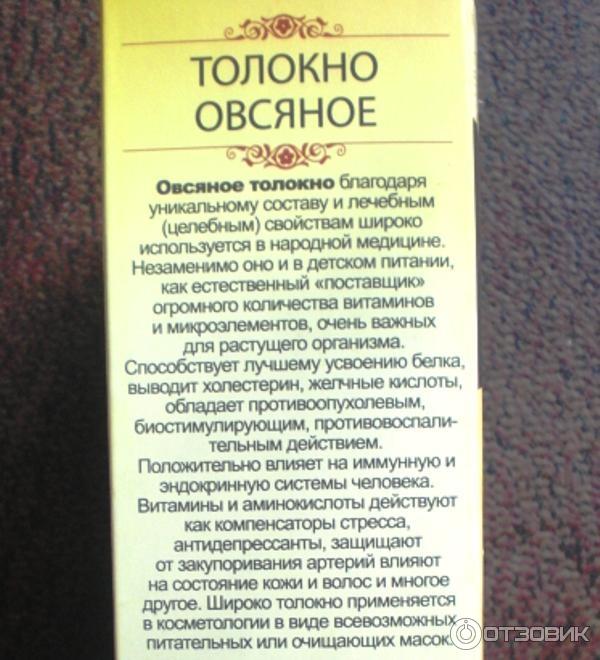 ТОЛОКНО
ОВСЯНОЕ
Овсяное толокно благодаря
уникальному составу и лечебным
(целебным) свойствам широко
используется в народной медицине.
Незаменимо оно и в детском питании,
как естественный «поставщик»
огромного количества витаминов
и микроэлементов, очень важных
для растущего организма.
Способствует лучшему усвоению белка,
выводит холестерин, желчные кислоты,
обладает противоопухолевым,
биостимулирующим, противовоспали-
тельным действием.
Положительно влияет на иммунную и
эндокринную системы человека.
Витамины и аминокислоты действуют
как компенсаторы стресса,
антидепрессанты, защищают
от закупоривания артерий влияют
на состояние кожи и волос и многое
другое. Широко толокно применяется
в косметологии в виде всевозможных
питательных или очищающих масок.
ОТЗОВИК